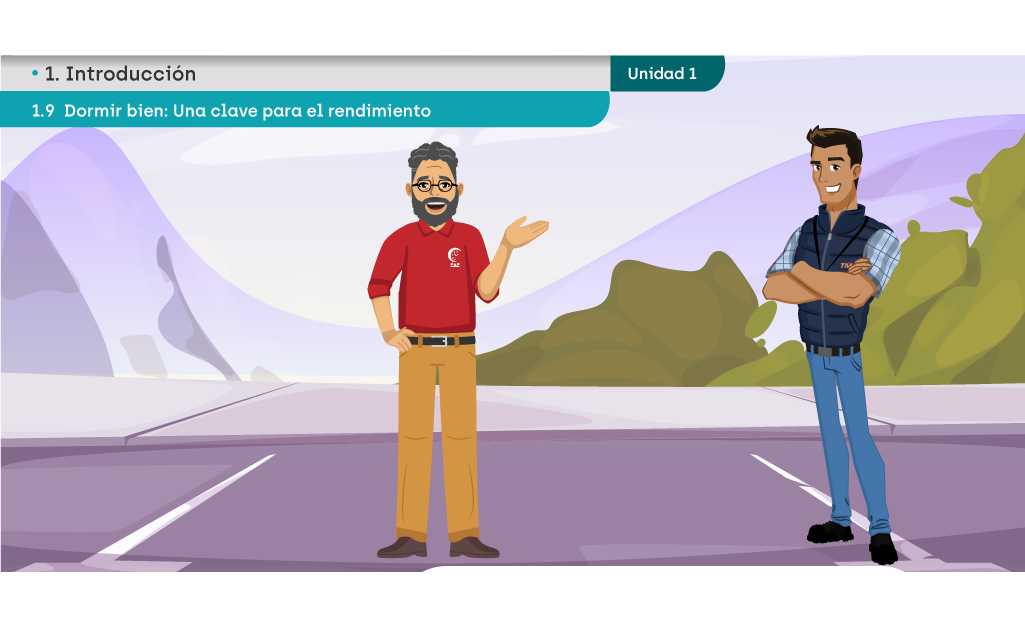 • 1. Introducción
Unidad 1
1.9 Dormir bien: Una clave para el rendimiento